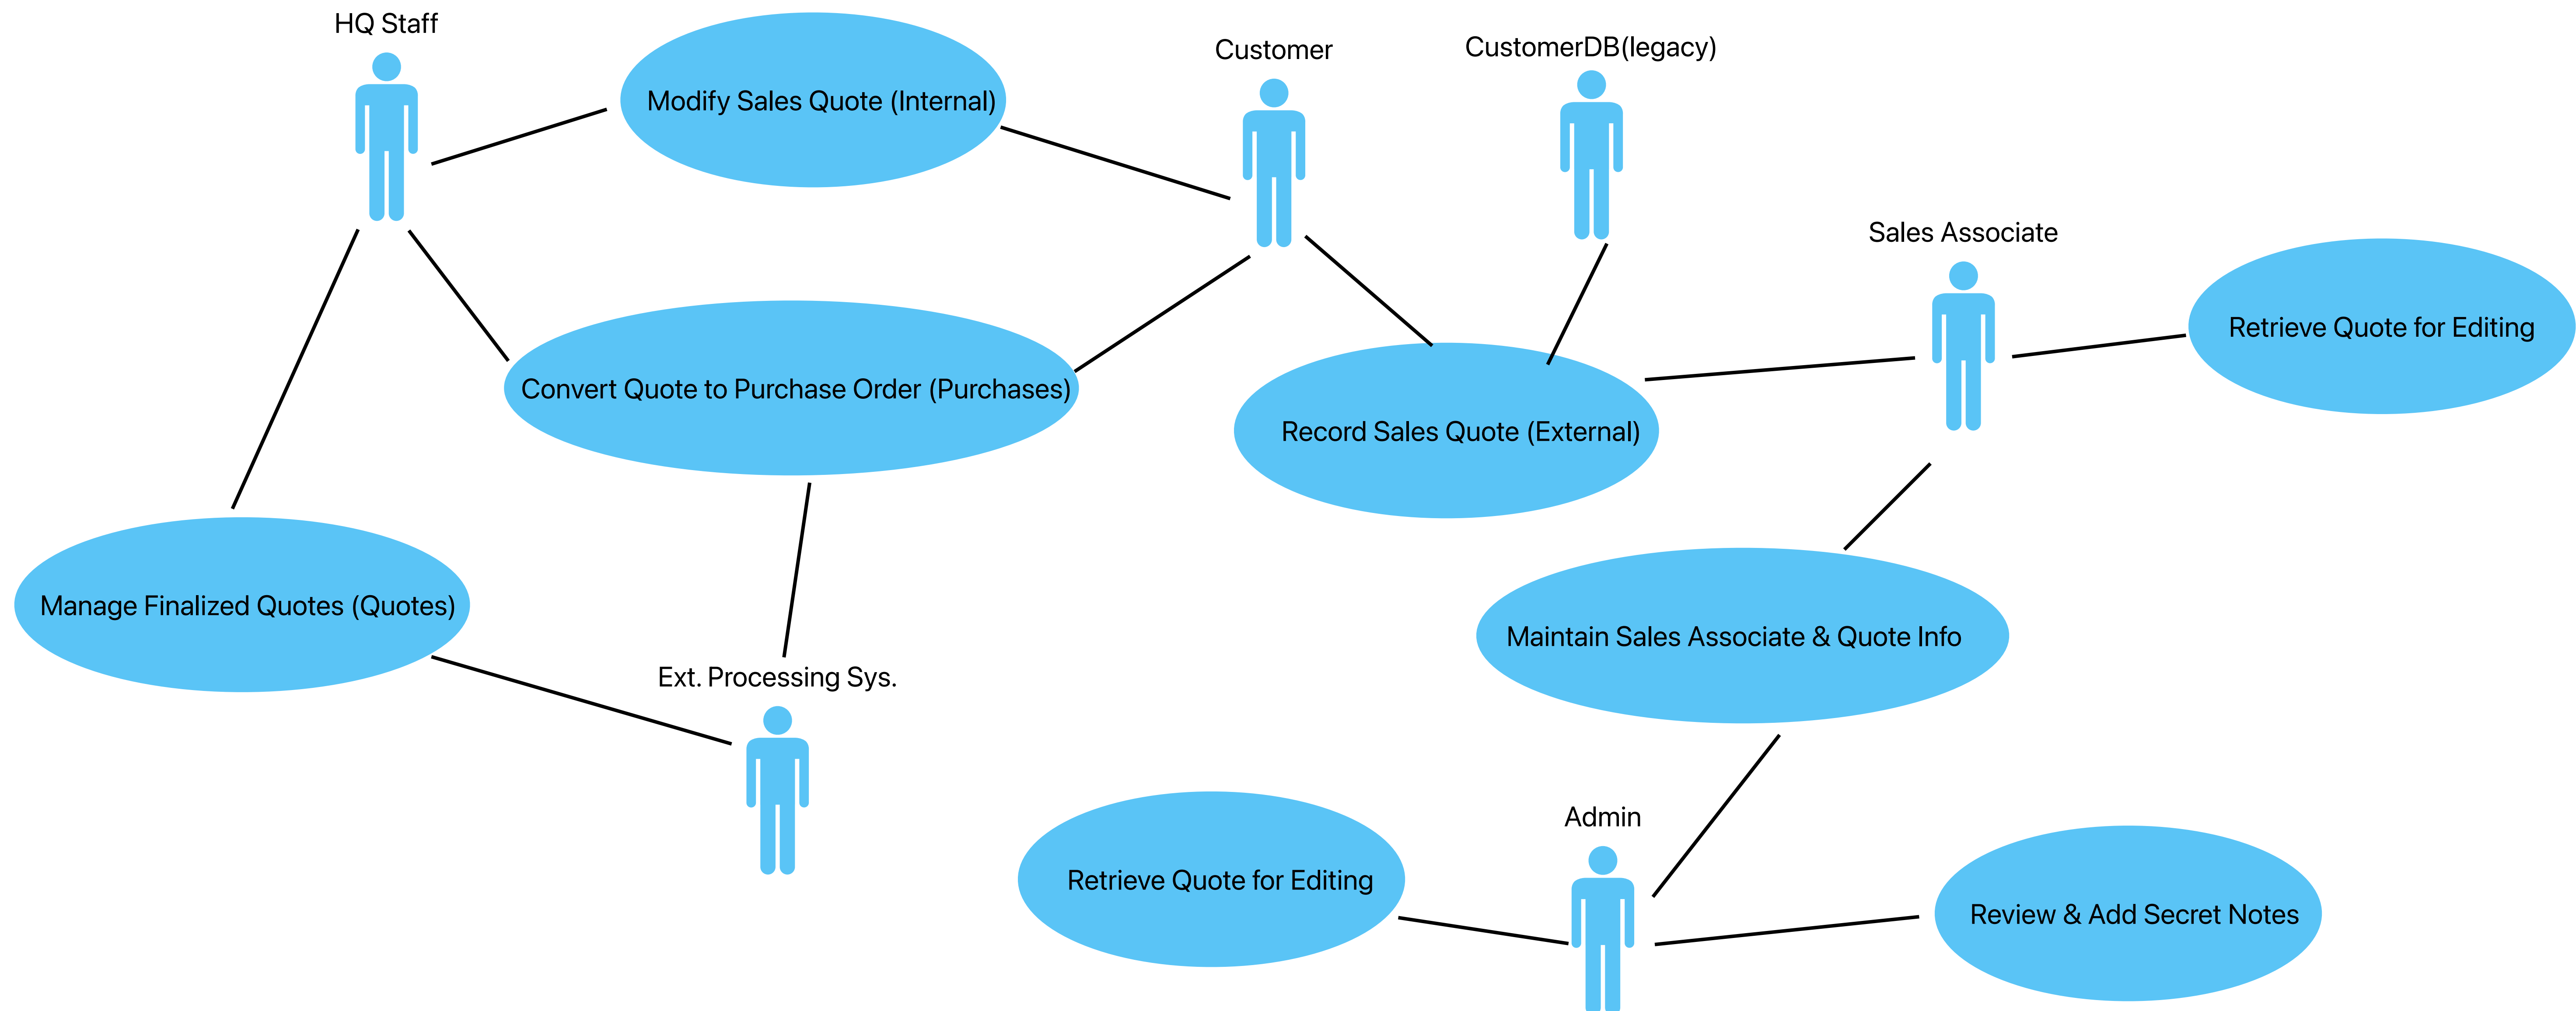 HQ Staff
Modify Sales Quote (Internal)
Customer
CustomerDB(legacy)
Sales Associate
Retrieve Quote for Editing
Convert Quote to Purchase Order (Purchases)
Record Sales Quote (External)
Manage Finalized Quotes (Quotes)
Maintain Sales Associate & Quote Info
Ext. Processing Sys.
Admin
Retrieve Quote for Editing
Review & Add Secret Notes